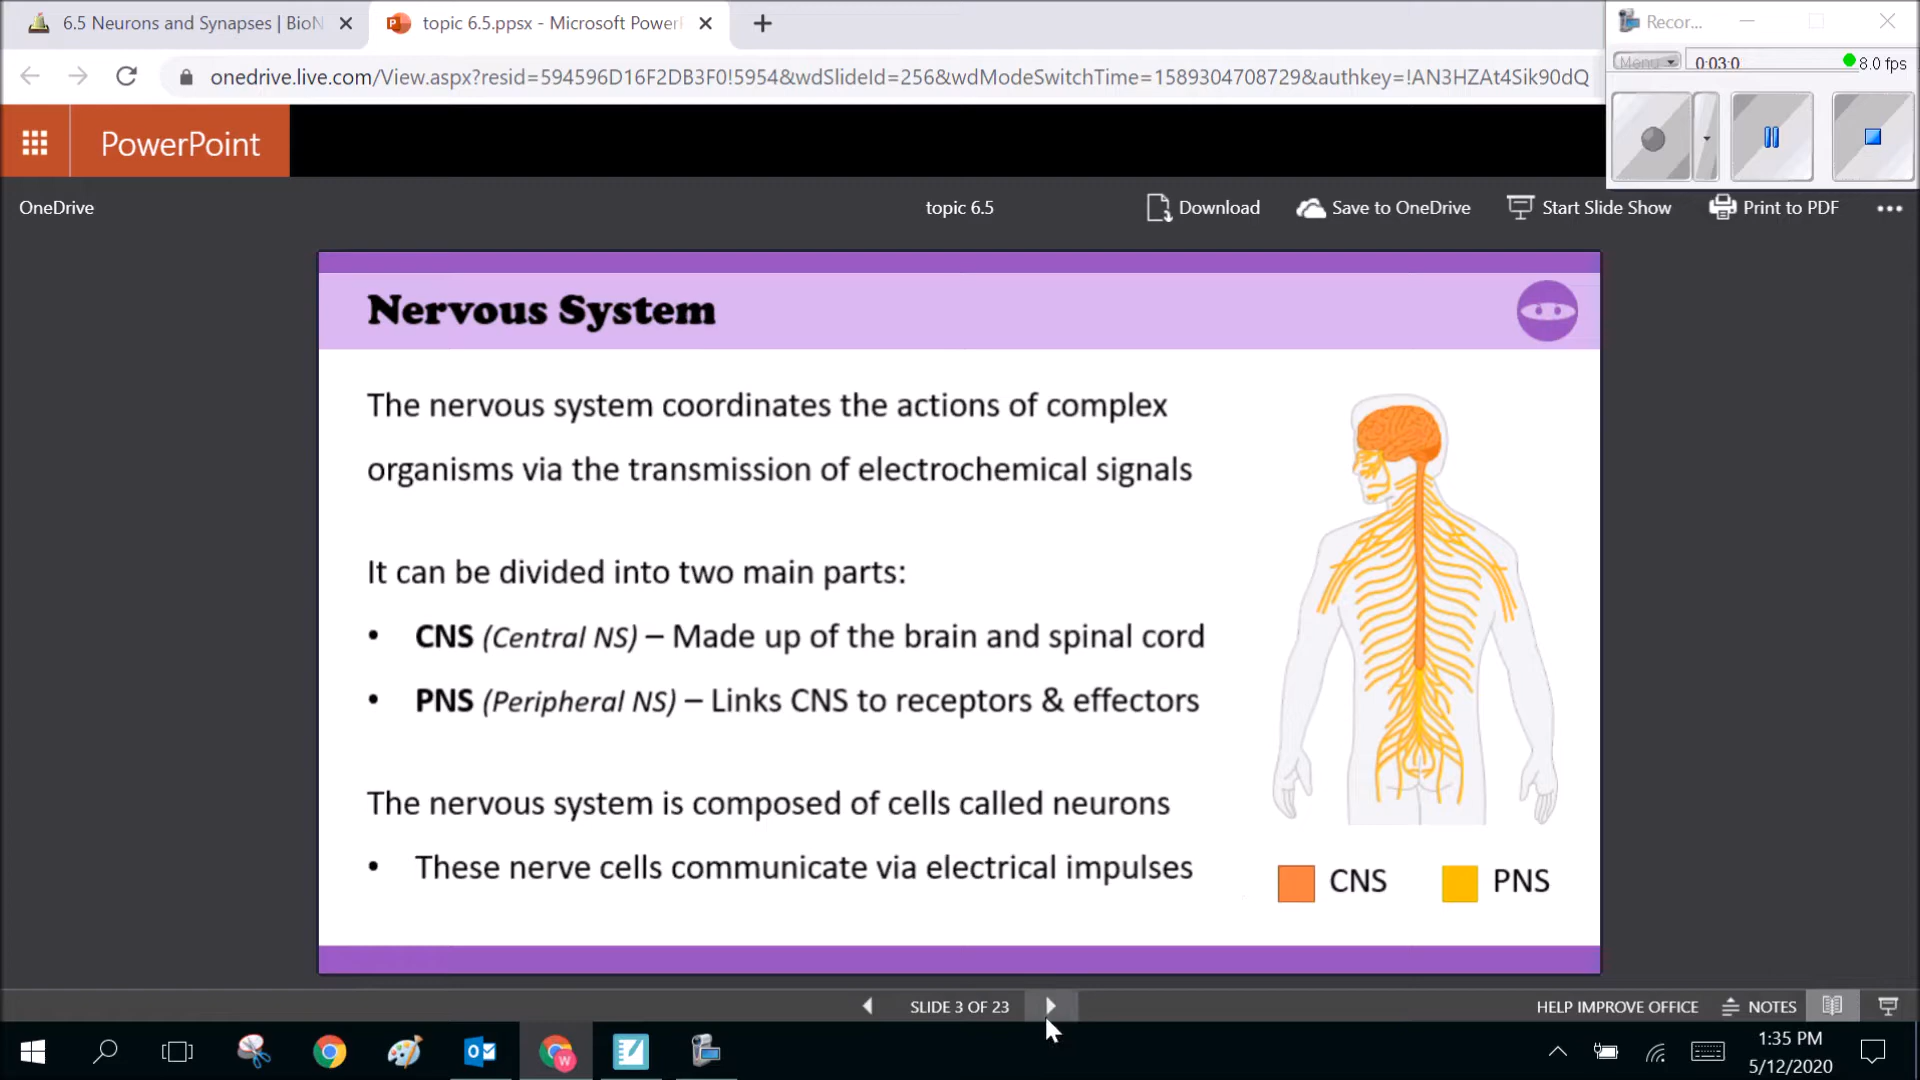 6.5 Neurons and Synapses | BioN
topic 6.5.ppsx - Microsoft Power
Recor...
onedrive.live.com/View.aspx?resid=594596D16F2DB3F0!5954&wdSlideId=256&wdModeSwitchTime=1589304708729&authkey=!AN3HZAt4Sik90dQ
Menu
0:03:0
8.0 fps
PowerPoint
OneDrive
topic 6.5
Download
Save to OneDrive
Start Slide Show
Print to PDF
Nervous System
The nervous system coordinates the actions of complex
organisms via the transmission of electrochemical signals
It can be divided into two main parts:
• CNS (Central NS) – Made up of the brain and spinal cord
• PNS (Peripheral NS) – Links CNS to receptors & effectors
The nervous system is composed of cells called neurons
• These nerve cells communicate via electrical impulses
CNS
PNS
SLIDE 3 OF 23
HELP IMPROVE OFFICE
NOTES
W
1:35 PM
5/12/2020